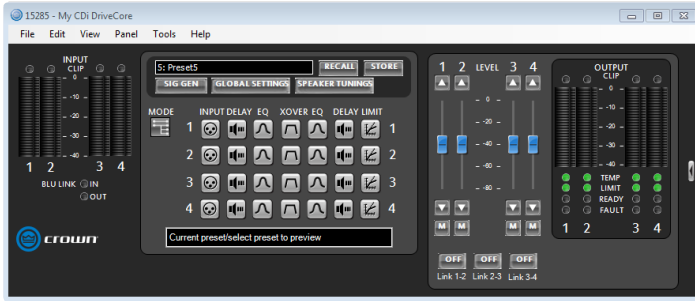 15285 - My CDi DriveCore
File Edit View Panel Tools Help
INPUT
CLIP
0
-10
-20
-30
-40
1 2 3 4
BLU LINK IN
OUT
crown
5: Preset5 RECALL STORE
SIG GEN GLOBAL SETTINGS SPEAKER TUNINGS
MODE INPUT DELAY EQ XOVER EQ DELAY LIMIT
1 1
2 2
3 3
4 4
Current preset/select preset to preview
1 2 LEVEL 3 4
- 0 -
- 20 -
- 40 -
- 60 -
- 80 -
M M M M
OFF OFF OFF
Link 1-2 Link 2-3 Link 3-4
OUTPUT
CLIP
0
-10
-20
-30
-40
TEMP
LIMIT
READY
FAULT
1 2 3 4